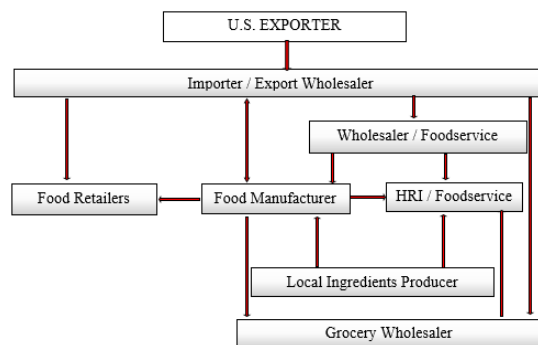 U.S. EXPORTER
Importer / Export Wholesaler
Wholesaler / Foodservice
Food Retailers
Food Manufacturer
HRI / Foodservice
Local Ingredients Producer
Grocery Wholesaler